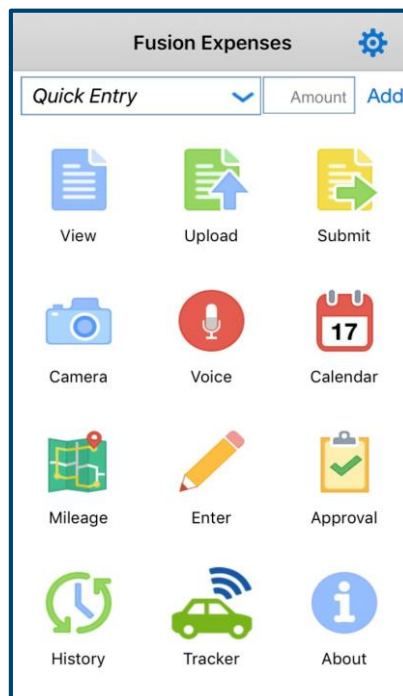 Fusion Expenses
Quick Entry Amount Add
View Upload Submit
17
Camera Voice Calendar
Mileage Enter Approval
History Tracker About